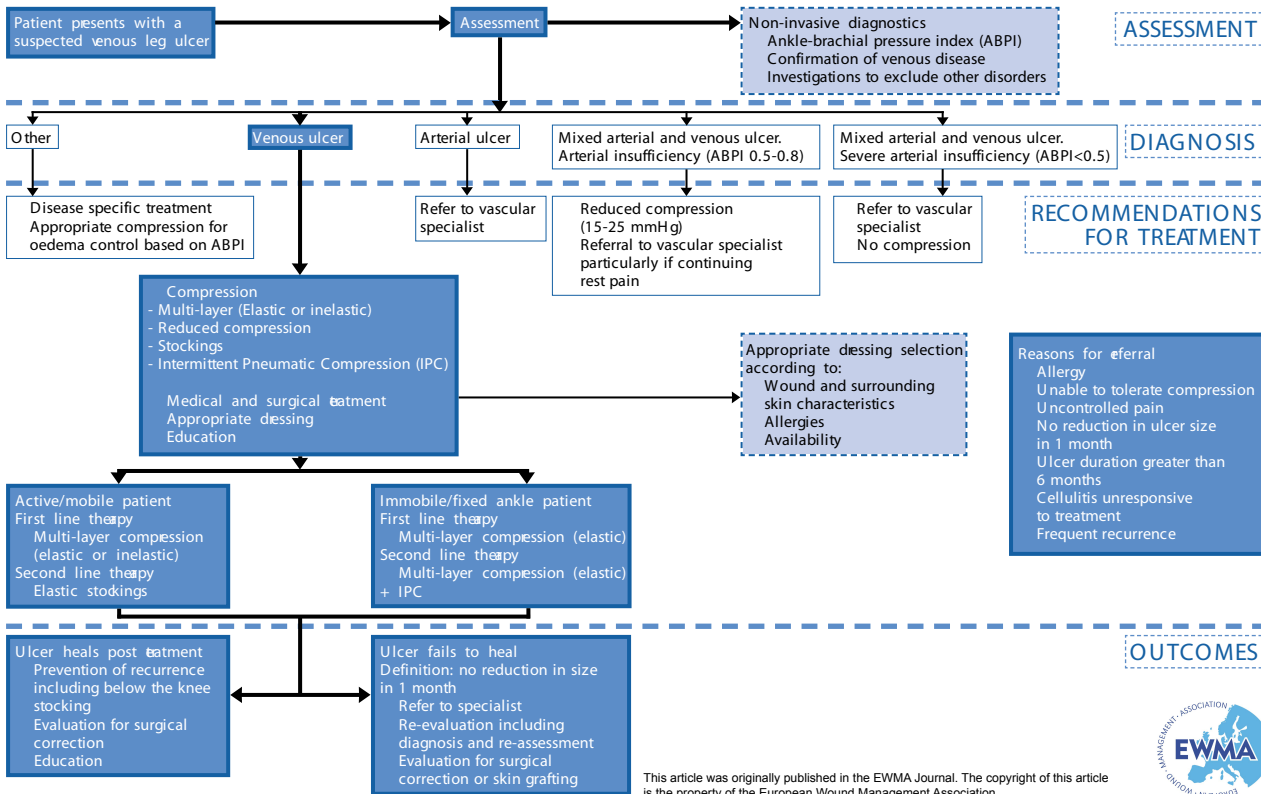 Patient presents with a
suspected venous leg ulcer
Assessment
Non-invasive diagnostics
Ankle-brachial pressure index (ABPI)
Confirmation of venous disease
Investigations to exclude other disorders
ASSESSMENT
Other
Venous ulcer
Arterial ulcer
Mixed arterial and venous ulcer.
Arterial insufficiency (ABPI 0.5-0.8)
Mixed arterial and venous ulcer.
Severe arterial insufficiency (ABPI<0.5)
DIAGNOSIS
Disease specific treatment
Appropriate compression for
oedema control based on ABPI
Refer to vascular
specialist
Reduced compression
(15-25 mmHg)
Referral to vascular specialist
particularly if continuing
rest pain
Refer to vascular
specialist
No compression
RECOMMENDATIONS
FOR TREATMENT
Compression
- Multi-layer (Elastic or inelastic)
- Reduced compression
- Stockings
- Intermittent Pneumatic Compression (IPC)
Medical and surgical treatment
Appropriate dressing
Education
Appropriate dressing selection
according to:
Wound and surrounding
skin characteristics
Allergies
Availability
Reasons for referral
Allergy
Unable to tolerate compression
Uncontrolled pain
No reduction in ulcer size
in 1 month
Ulcer duration greater than
6 months
Cellulitis unresponsive
to treatment
Frequent recurrence
Active/mobile patient
First line therapy
Multi-layer compression
(elastic or inelastic)
Second line therapy
Elastic stockings
Immobile/fixed ankle patient
First line therapy
Multi-layer compression (elastic)
Second line therapy
Multi-layer compression (elastic)
+ IPC
Ulcer heals post treatment
Prevention of recurrence
including below the knee
stocking
Evaluation for surgical
correction
Education
Ulcer fails to heal
Definition: no reduction in size
in 1 month
Refer to specialist
Re-evaluation including
diagnosis and re-assessment
Evaluation for surgical
correction or skin grafting
OUTCOMES
This article was originally published in the EWMA Journal. The copyright of this article
is the property of the European Wound Management Association.
EWMA
WOUND · MANAGEMENT · ASSOCIATION